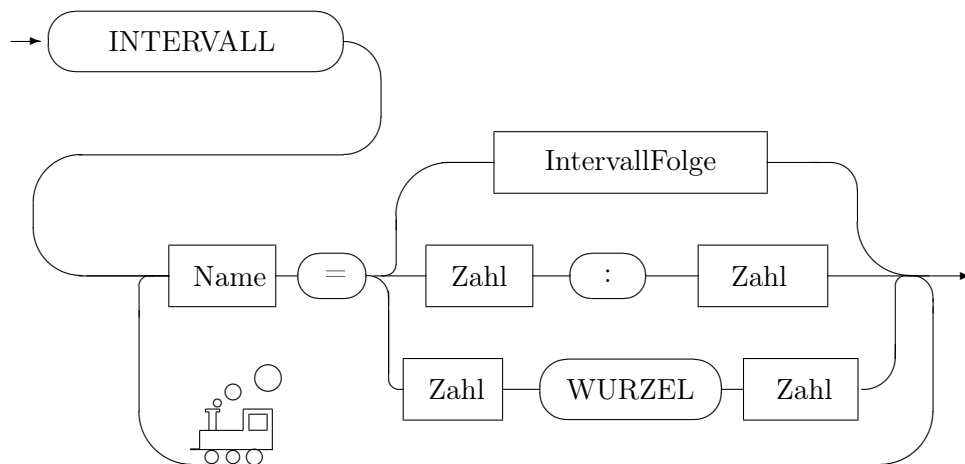 INTERVALL
IntervallFolge
Name = Zahl : Zahl
Zahl WURZEL Zahl